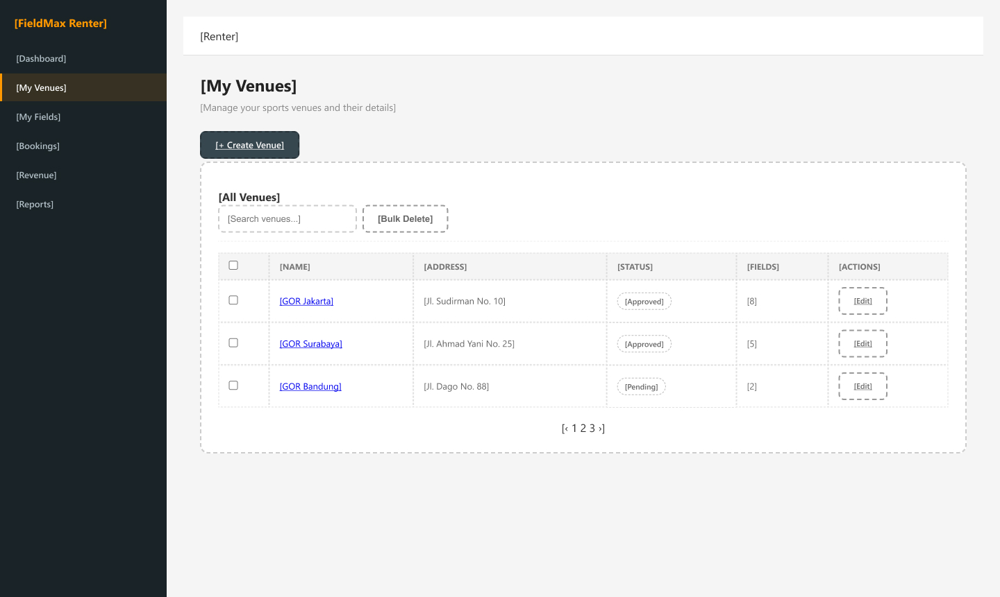 [FieldMax Renter]
[Dashboard]
[My Venues]
[My Fields]
[Bookings]
[Revenue]
[Reports]
[Renter]
[My Venues]
[Manage your sports venues and their details]
[+ Create Venue]
[All Venues]
[Search venues...] [Bulk Delete]
[NAME] [ADDRESS] [STATUS] [FIELDS] [ACTIONS]
[GOR Jakarta] [Jl. Sudirman No. 10] [Approved] [8] [Edit]
[GOR Surabaya] [Jl. Ahmad Yani No. 25] [Approved] [5] [Edit]
[GOR Bandung] [Jl. Dago No. 88] [Pending] [2] [Edit]
[‹ 1 2 3 ›]